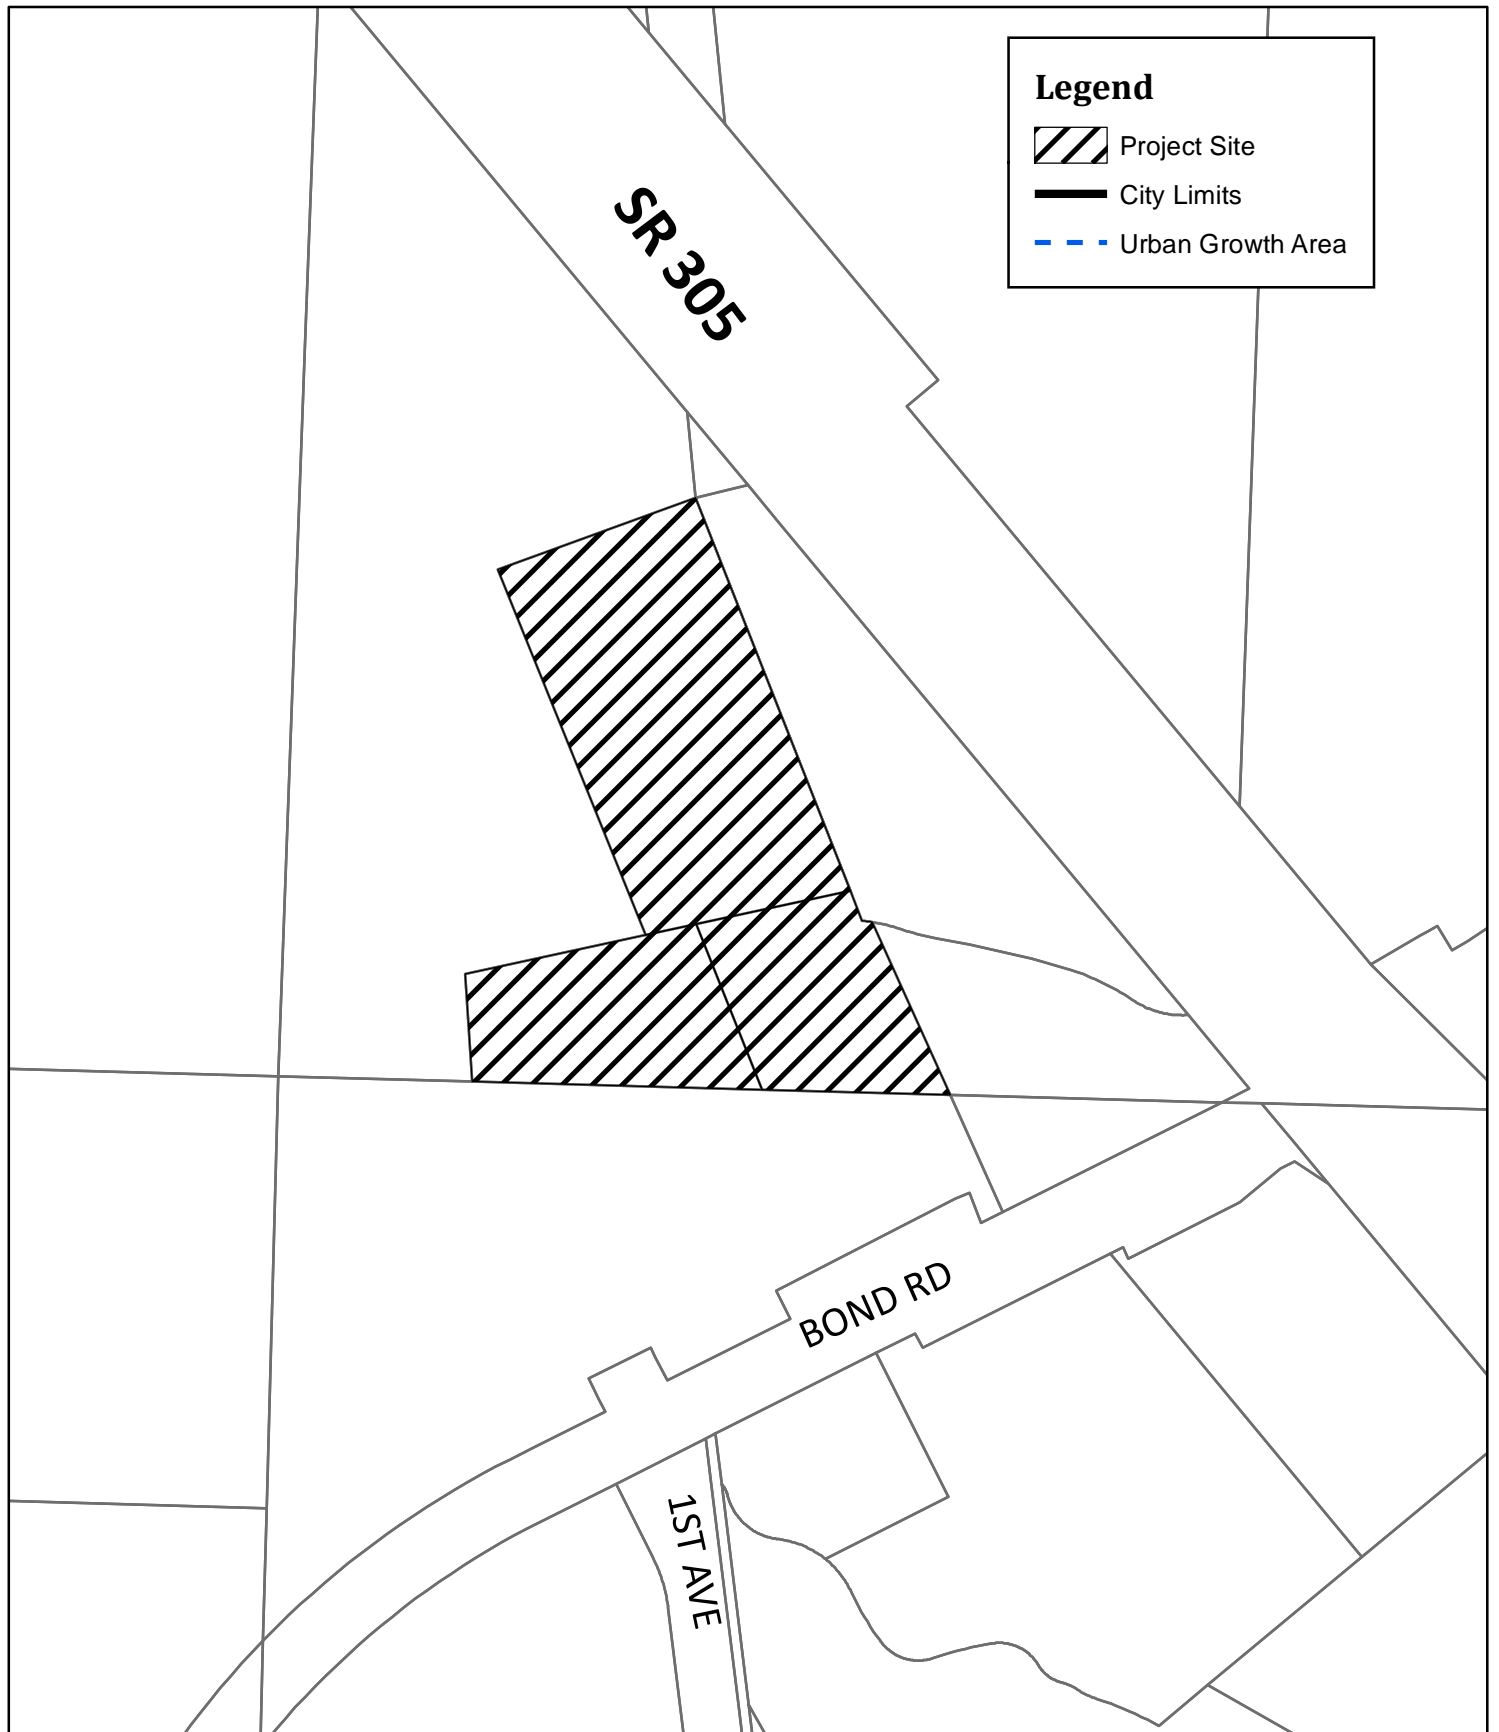 Legend
Project Site
City Limits
Urban Growth Area
SR 305
BOND RD
1ST AVE